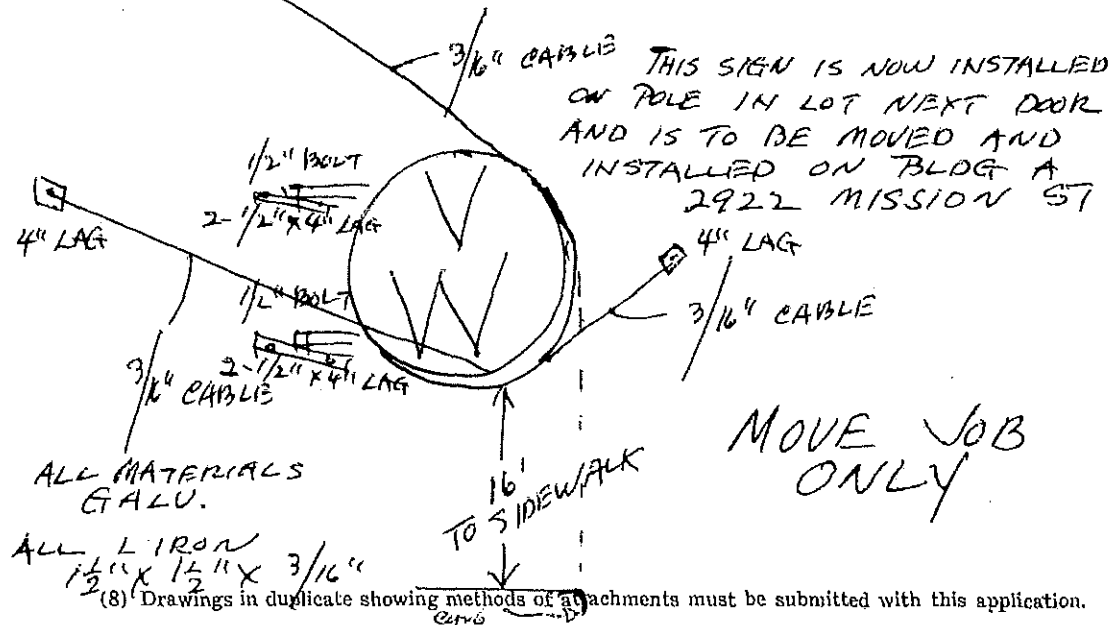 3/16" CABLE
THIS SIGN IS NOW INSTALLED
ON POLE IN LOT NEXT DOOR
AND IS TO BE MOVED AND
INSTALLED ON BLDG A
2922 MISSION ST
1/2" BOLT
2-1/2" X 4" LAG
4" LAG
V
W
4" LAG
1/2" BOLT
3/16" CABLE
2-1/2" X 4" LAG
3/16" CABLE
MOVE JOB
ONLY
ALL MATERIALS
GALV.
16'
TO SIDEWALK
ALL L IRON
1 1/2" X 1 1/2" X 3/16"
(8) Drawings in duplicate showing methods of attachments must be submitted with this application.
CURB